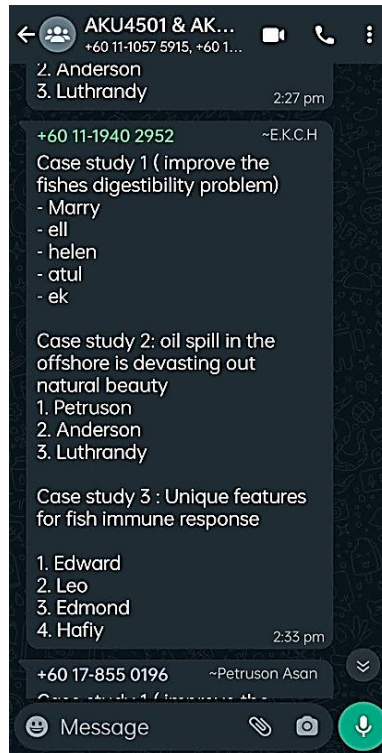 AKU4501 & AK...
+60 11-1057 5915, +60 1...
2. Anderson
3. Luthrandy
2:27 pm
+60 11-1940 2952 ~E.K.C.H
Case study 1 ( improve the
fishes digestibility problem)
- Marry
- ell
- helen
- atul
- ek
Case study 2: oil spill in the
offshore is devasting out
natural beauty
1. Petruson
2. Anderson
3. Luthrandy
Case study 3 : Unique features
for fish immune response
1. Edward
2. Leo
3. Edmond
4. Hafiy
2:33 pm
+60 17-855 0196 ~Petruson Asan
Message